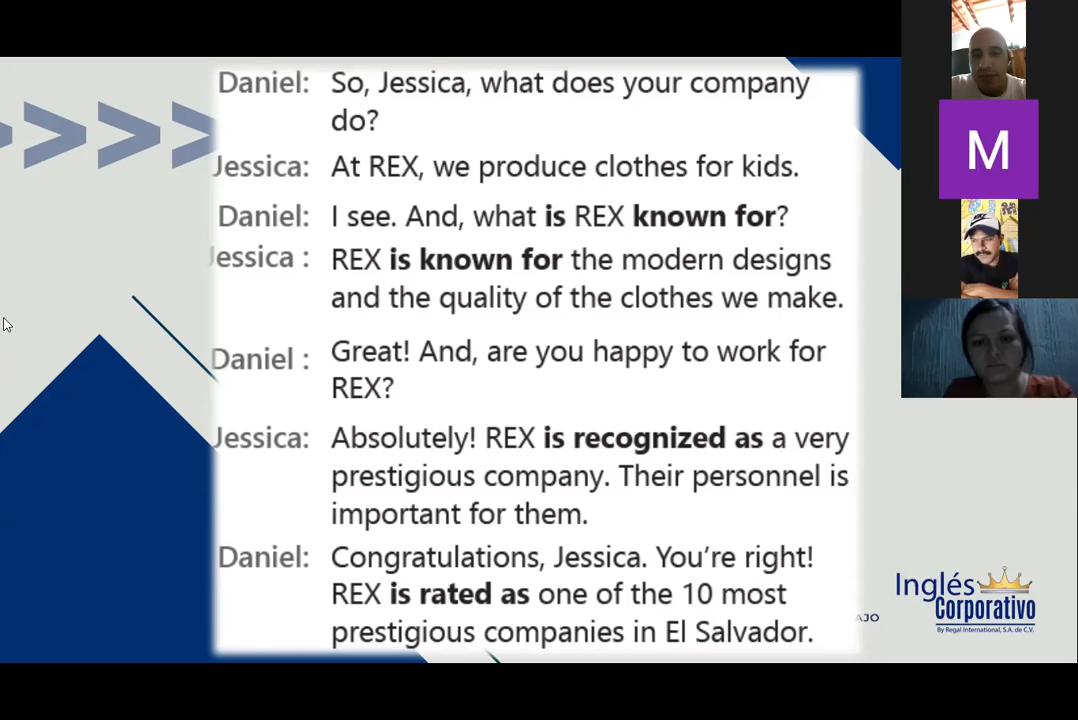 Daniel: So, Jessica, what does your company
do?
Jessica: At REX, we produce clothes for kids.
Daniel: I see. And, what is REX known for?
Jessica : REX is known for the modern designs
and the quality of the clothes we make.
Daniel : Great! And, are you happy to work for
REX?
Jessica: Absolutely! REX is recognized as a very
prestigious company. Their personnel is
important for them.
Daniel: Congratulations, Jessica. You're right!
REX is rated as one of the 10 most
prestigious companies in El Salvador.
M
AJO
Inglés
Corporativo
By Regal International, S.A. de C.V.